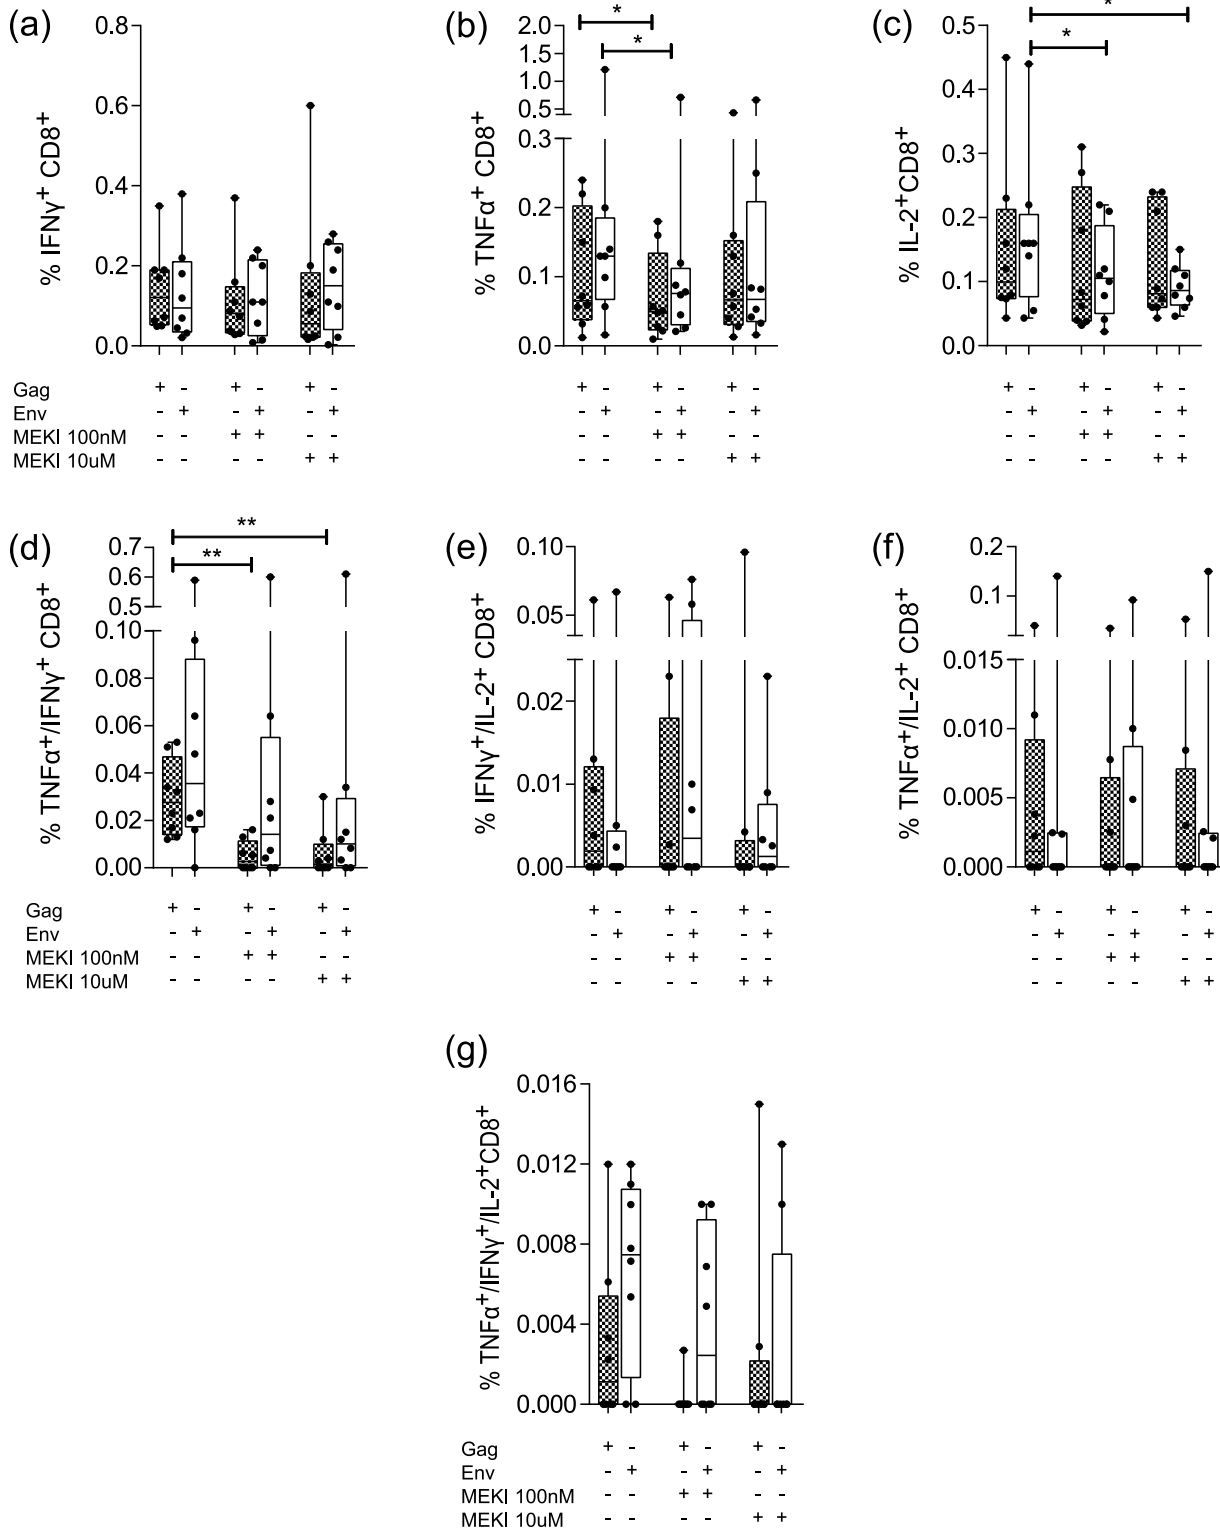 (a)
% IFNγ+ CD8+
0.8
0.6
0.4
0.2
0.0
Gag + - + - + -
Env - + - + - +
MEKI 100nM - - + + - -
MEKI 10uM - - - - + +
(b)
% TNFα+ CD8+
* 
*
2.0
1.5
1.0
0.5
0.3
0.2
0.1
0.0
+ - + - + -
- + - + - +
- - + + - -
- - - - + +
(c)
% IL-2+CD8+
*
*
0.5
0.4
0.3
0.2
0.1
0.0
+ - + - + -
- + - + - +
- - + + - -
- - - - + +
(d)
% TNFα+/IFNγ+ CD8+
**
**
0.7
0.6
0.5
0.10
0.08
0.06
0.04
0.02
0.00
Gag + - + - + -
Env - + - + - +
MEKI 100nM - - + + - -
MEKI 10uM - - - - + +
(e)
% IFNγ+/IL-2+ CD8+
0.10
0.05
0.02
0.01
0.00
+ - + - + -
- + - + - +
- - + + - -
- - - - + +
(f)
% TNFα+/IL-2+ CD8+
0.2
0.1
0.015
0.010
0.005
0.000
+ - + - + -
- + - + - +
- - + + - -
- - - - + +
(g)
% TNFα+/IFNγ+/IL-2+CD8+
0.016
0.012
0.008
0.004
0.000
Gag + - + - + -
Env - + - + - +
MEKI 100nM - - + + - -
MEKI 10uM - - - - + +